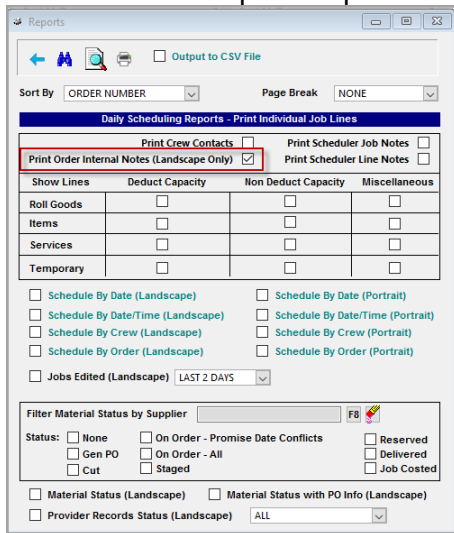 Reports
Output to CSV File
Sort By ORDER NUMBER Page Break NONE
Daily Scheduling Reports - Print Individual Job Lines
Print Crew Contacts Print Scheduler Job Notes
Print Order Internal Notes (Landscape Only) Print Scheduler Line Notes
Show Lines Deduct Capacity Non Deduct Capacity Miscellaneous
Roll Goods
Items
Services
Temporary
Schedule By Date (Landscape) Schedule By Date (Portrait)
Schedule By Date/Time (Landscape) Schedule By Date/Time (Portrait)
Schedule By Crew (Landscape) Schedule By Crew (Portrait)
Schedule By Order (Landscape) Schedule By Order (Portrait)
Jobs Edited (Landscape) LAST 2 DAYS
Filter Material Status by Supplier F8
Status: None On Order - Promise Date Conflicts Reserved
Gen PO On Order - All Delivered
Cut Staged Job Costed
Material Status (Landscape) Material Status with PO Info (Landscape)
Provider Records Status (Landscape) ALL